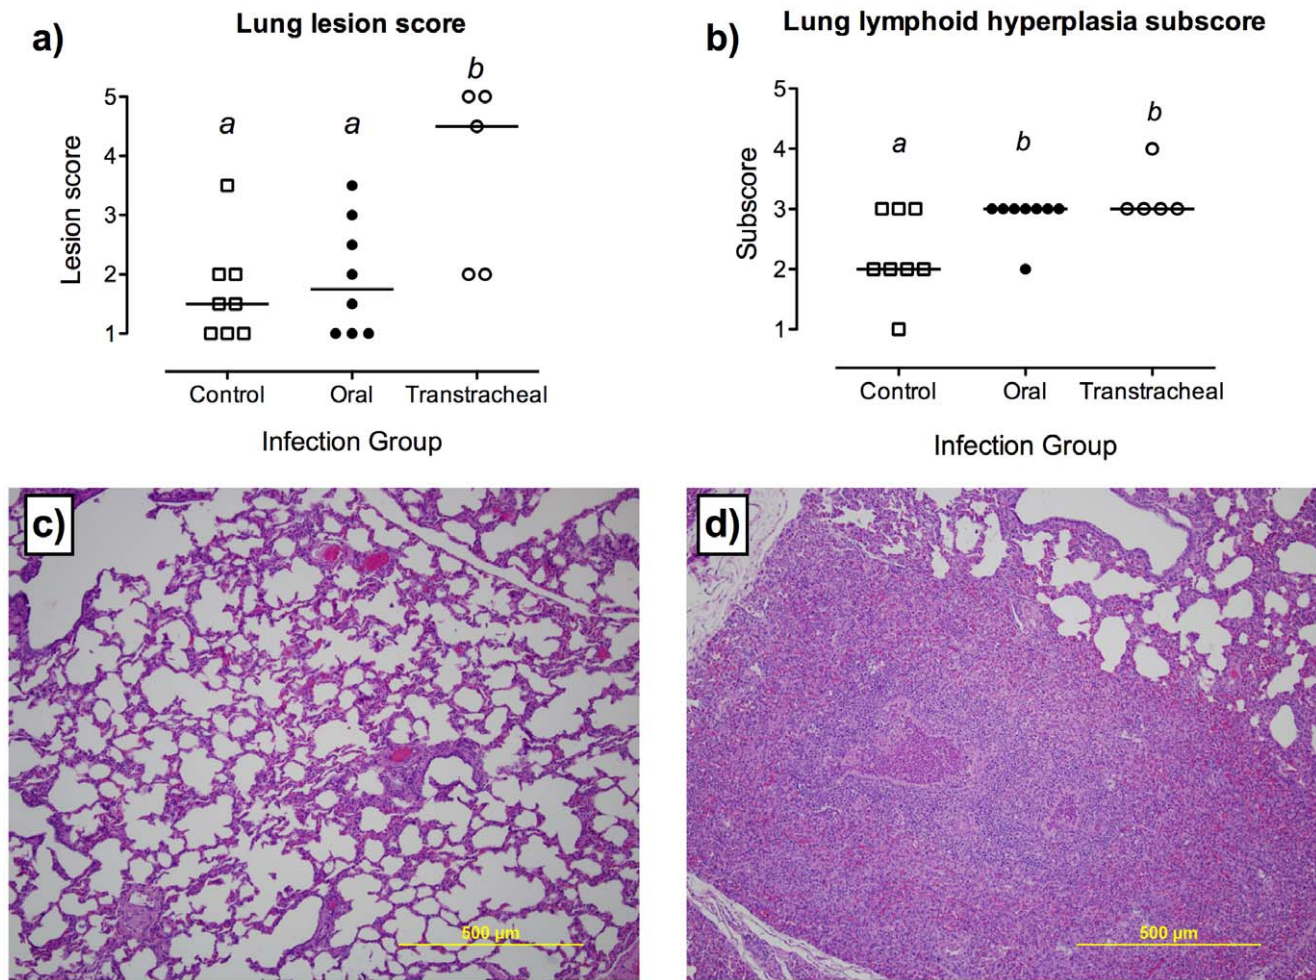 a)
Lung lesion score
Lesion score
5
4
3
2
1
a
a
b
Control
Oral
Transtracheal
Infection Group
b)
Lung lymphoid hyperplasia subscore
Subscore
5
4
3
2
1
a
b
b
Control
Oral
Transtracheal
Infection Group
c)
500 µm
d)
500 µm